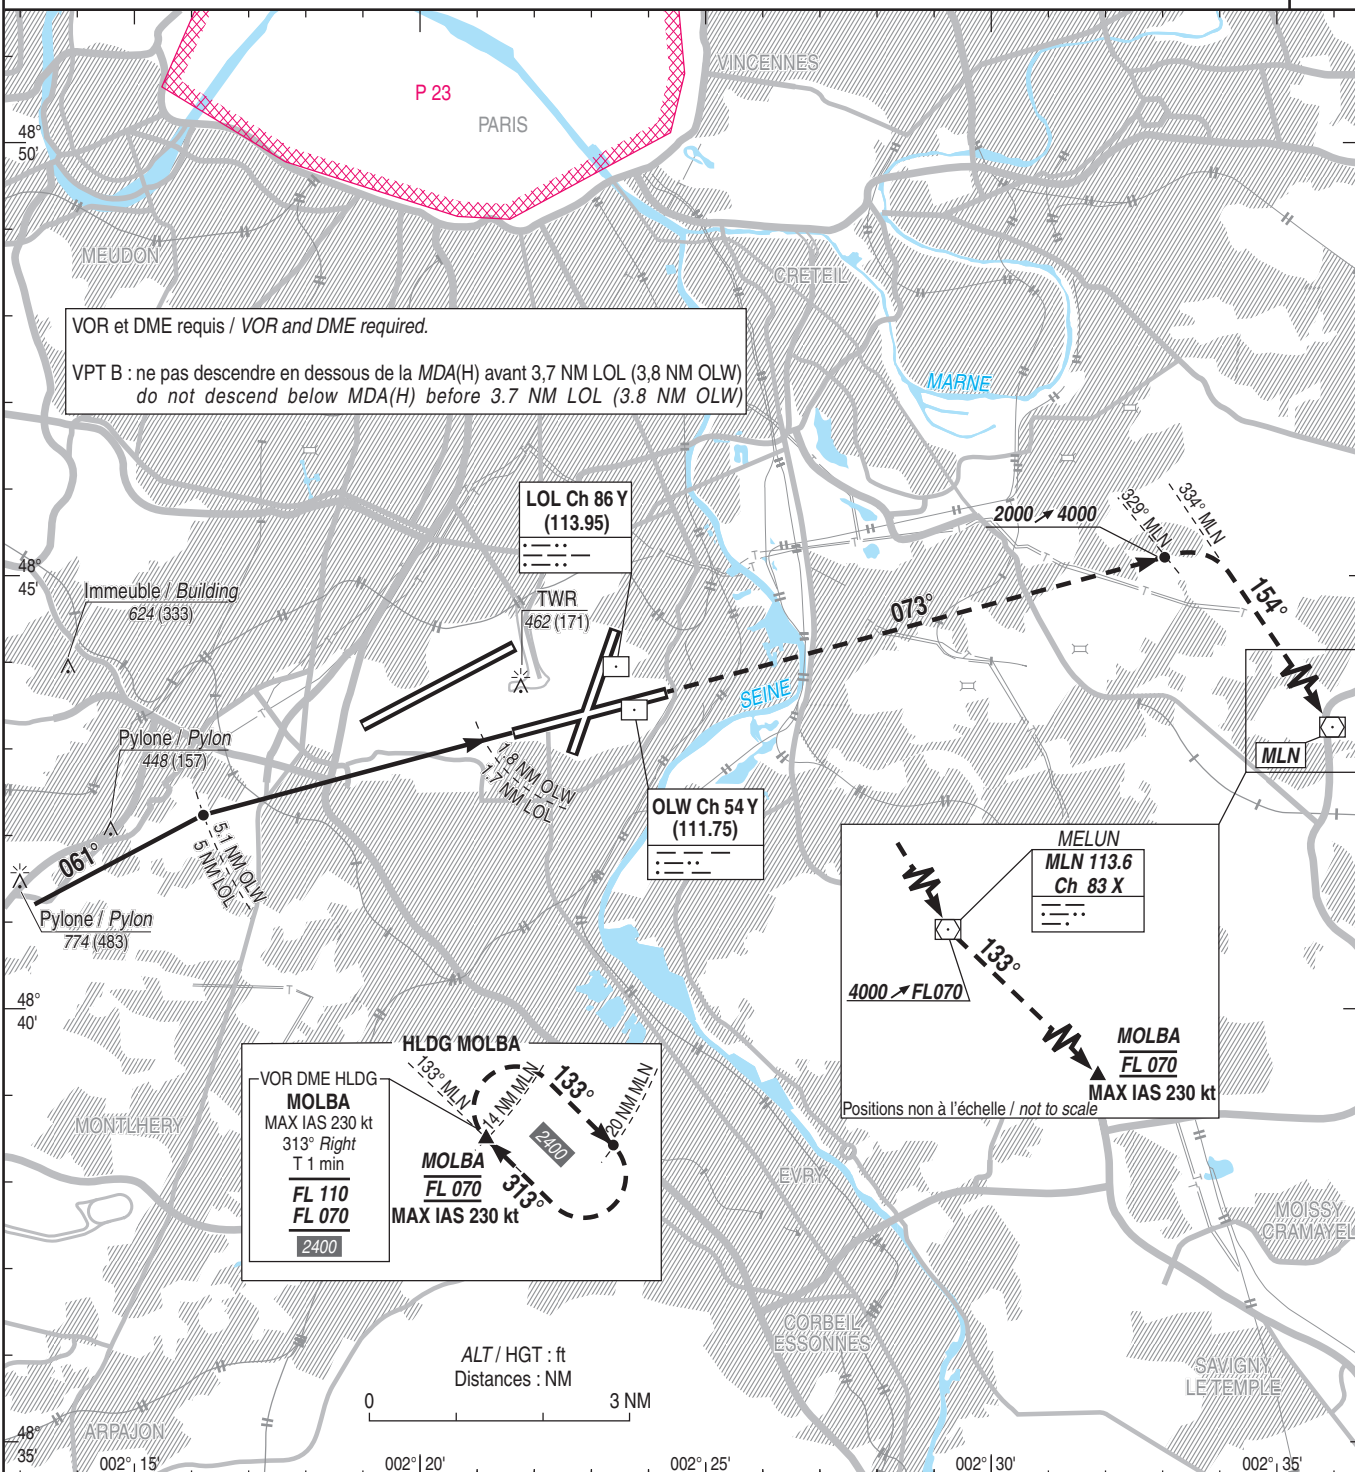 VINCENNES
P 23
PARIS
48°
50'
MEUDON
CRETEIL
VOR et DME requis / VOR and DME required.
VPT B : ne pas descendre en dessous de la MDA(H) avant 3,7 NM LOL (3,8 NM OLW)
do not descend below MDA(H) before 3.7 NM LOL (3.8 NM OLW)
MARNE
LOL Ch 86 Y
(113.95)
2000 ➚ 4000
329° MLN
334° MLN
48°
45'
Immeuble / Building
624 (333)
TWR
462 (171)
073°
154°
SEINE
Pylone / Pylon
448 (157)
1.8 NM OLW
1.7 NM LOL
MLN
OLW Ch 54 Y
(111.75)
061°
5.1 NM OLW
5 NM LOL
Pylone / Pylon
774 (483)
MELUN
MLN 113.6
Ch 83 X
133°
4000 ➚ FL070
MOLBA
FL 070
MAX IAS 230 kt
Positions non à l'échelle / not to scale
48°
40'
HLDG MOLBA
133° MLN
14 NM MLN
133°
20 NM MLN
VOR DME HLDG
MOLBA
MAX IAS 230 kt
313° Right
T 1 min
FL 110
FL 070
2400
2400
313°
MOLBA
FL 070
MAX IAS 230 kt
MONTLHERY
EVRY
MOISSY
CRAMAYEL
CORBEIL
ESSONNES
SAVIGNY
LE TEMPLE
ALT / HGT : ft
Distances : NM
0 3 NM
ARPAJON
48°
35'
002° 15' 002° 20' 002° 25' 002° 30' 002° 35'